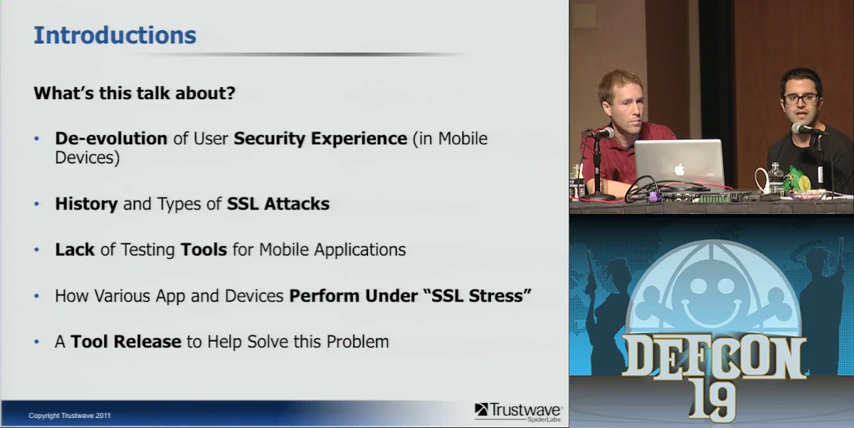 Introductions
What's this talk about?
• De-evolution of User Security Experience (in Mobile
Devices)
• History and Types of SSL Attacks
• Lack of Testing Tools for Mobile Applications
• How Various App and Devices Perform Under “SSL Stress”
• A Tool Release to Help Solve this Problem
Copyright Trustwave 2011
Trustwave®
SpiderLabs
DEFCON
19